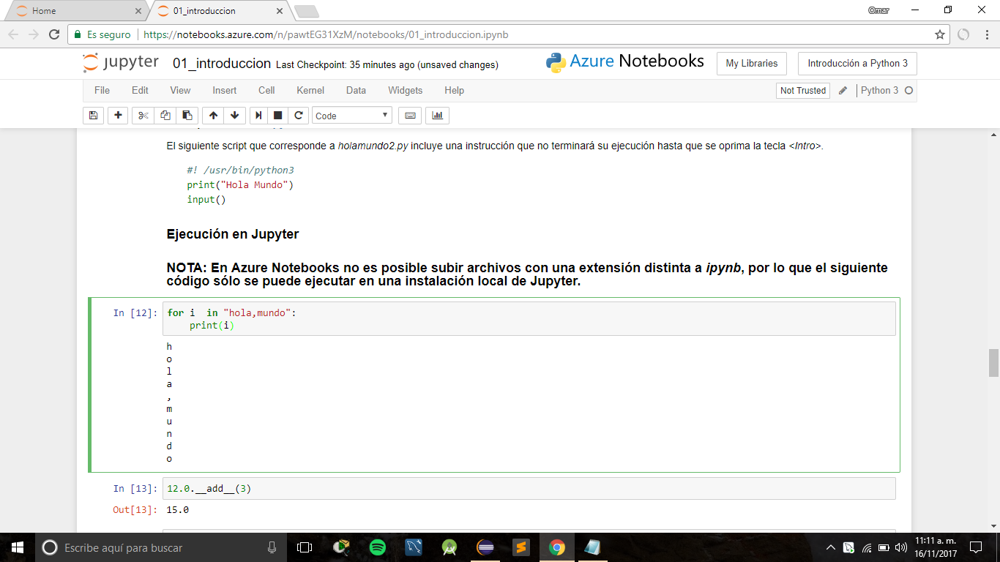 Home
01_introduccion
Omar
Es seguro
https://notebooks.azure.com/n/pawtEG31XzM/notebooks/01_introduccion.ipynb
jupyter
01_introduccion
Last Checkpoint: 35 minutes ago (unsaved changes)
Azure Notebooks
My Libraries
Introducción a Python 3
File Edit View Insert Cell Kernel Data Widgets Help
Not Trusted
Python 3
Code
El siguiente script que corresponde a holamundo2.py incluye una instrucción que no terminará su ejecución hasta que se oprima la tecla <Intro>.
#! /usr/bin/python3
print("Hola Mundo")
input()
Ejecución en Jupyter
NOTA: En Azure Notebooks no es posible subir archivos con una extensión distinta a ipynb, por lo que el siguiente
código sólo se puede ejecutar en una instalación local de Jupyter.
In [12]: for i  in "hola,mundo":
    print(i)
h
o
l
a
,
m
u
n
d
o
In [13]: 12.0.__add__(3)
Out[13]: 15.0
Escribe aquí para buscar
11:11 a. m.
16/11/2017